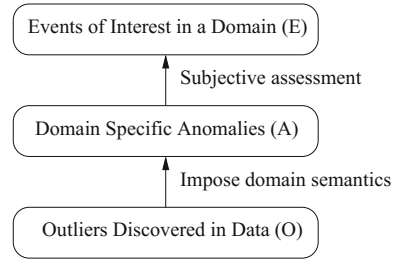 Events of Interest in a Domain (E)
Subjective assessment
Domain Specific Anomalies (A)
Impose domain semantics
Outliers Discovered in Data (O)